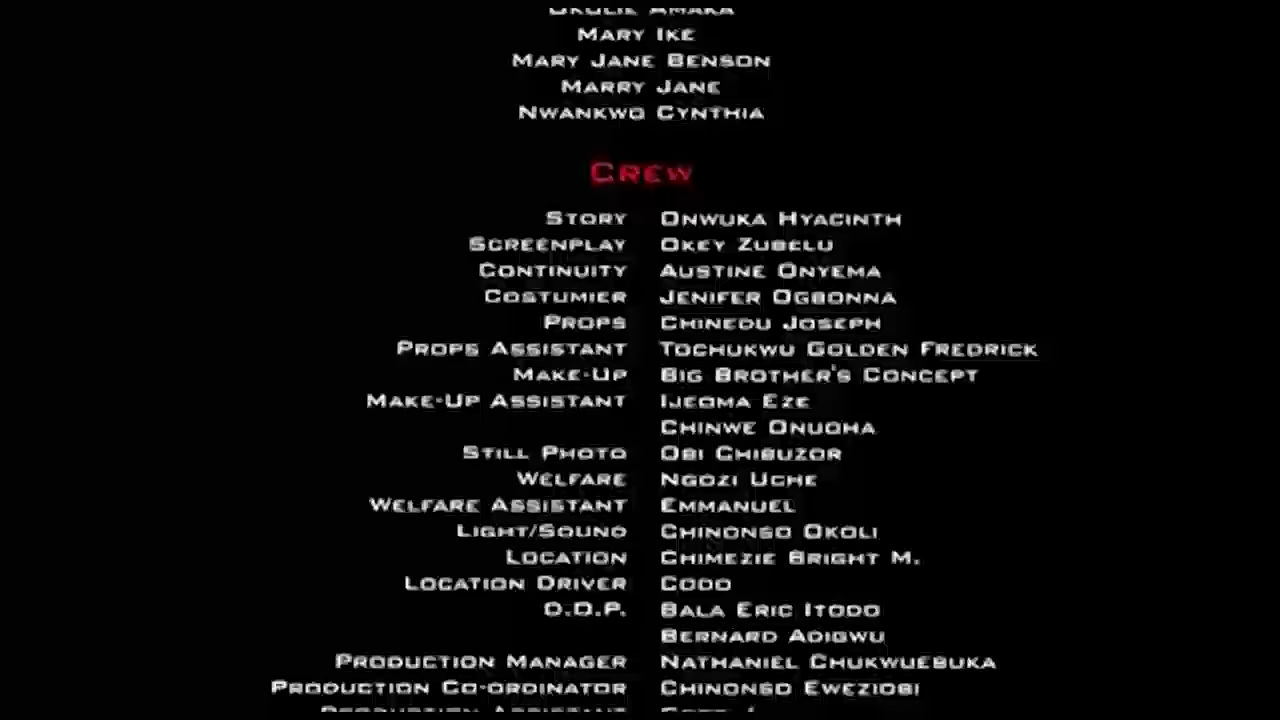 Okolie Amaka
Mary Ike
Mary Jane Benson
Marry Jane
Nwankwo Cynthia
Crew
Story Onwuka Hyacinth
Screenplay Okey Zubelu
Continuity Austine Onyema
Costumier Jenifer Ogbonna
Props Chinedu Joseph
Props Assistant Tochukwu Golden Fredrick
Make-Up Big Brother's Concept
Make-Up Assistant Ijeoma Eze
Chinwe Onuoha
Still Photo Obi Chibuzor
Welfare Ngozi Uche
Welfare Assistant Emmanuel
Light/Sound Chinonso Okoli
Location Chimezie Bright M.
Location Driver Codo
D.O.P. Bala Eric Itodo
Bernard Adigwu
Production Manager Nathaniel Chukwuebuka
Production Co-ordinator Chinonso Eweziobi
Production Assistant